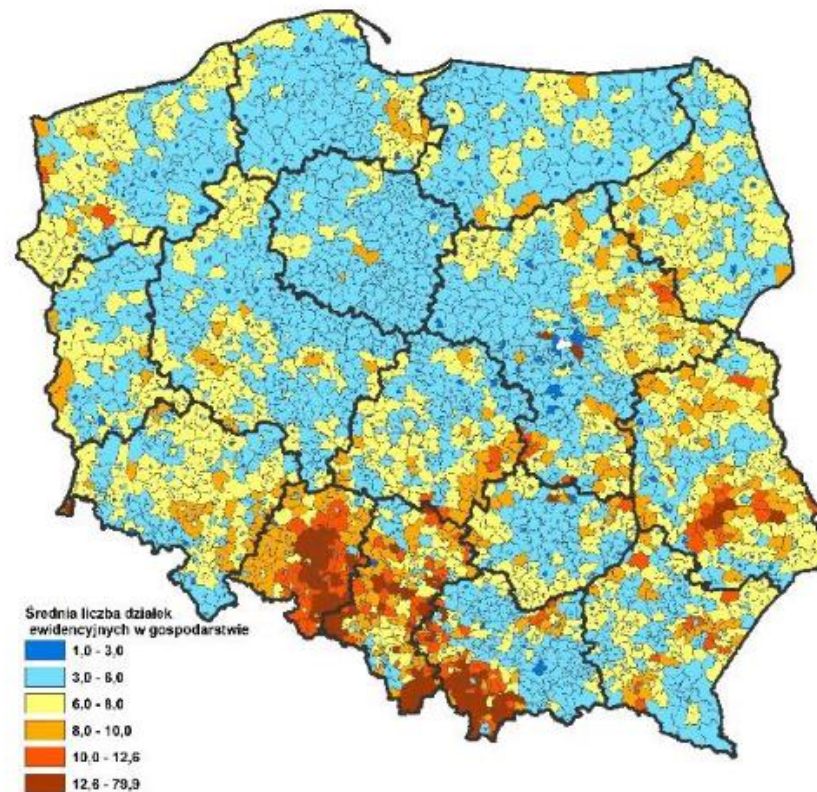 Średnia liczba działek
ewidencyjnych w gospodarstwie
1,0 - 3,0
3,0 - 6,0
6,0 - 8,0
8,0 - 10,0
10,0 - 12,6
12,6 - 79,9